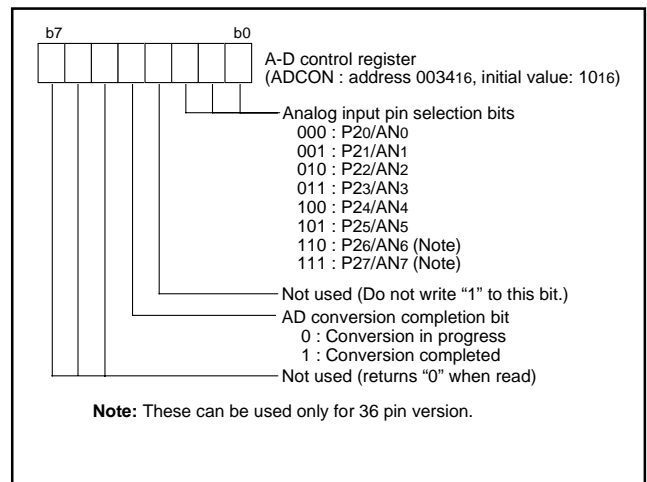 b7 b0
A-D control register
(ADCON : address 003416, initial value: 1016)
Analog input pin selection bits
000 : P20/AN0
001 : P21/AN1
010 : P22/AN2
011 : P23/AN3
100 : P24/AN4
101 : P25/AN5
110 : P26/AN6 (Note)
111 : P27/AN7 (Note)
Not used (Do not write “1” to this bit.)
AD conversion completion bit
0 : Conversion in progress
1 : Conversion completed
Not used (returns “0” when read)
Note: These can be used only for 36 pin version.